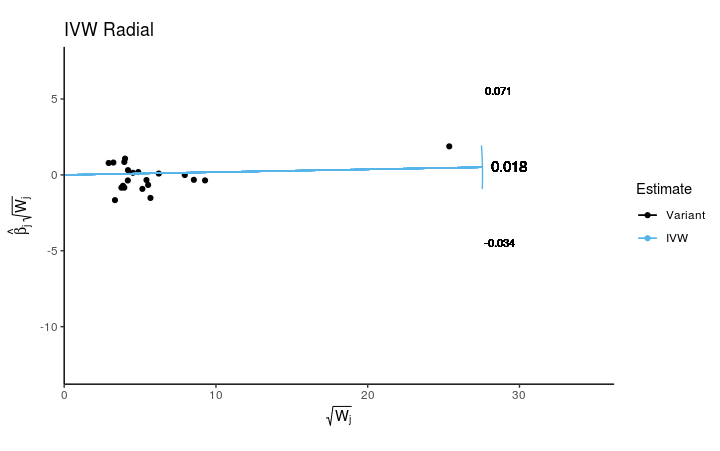 IVW Radial
β̂j√Wj
5
0
-5
-10
0.071
0.018
-0.034
0
10
20
30
√Wj
Estimate
Variant
IVW